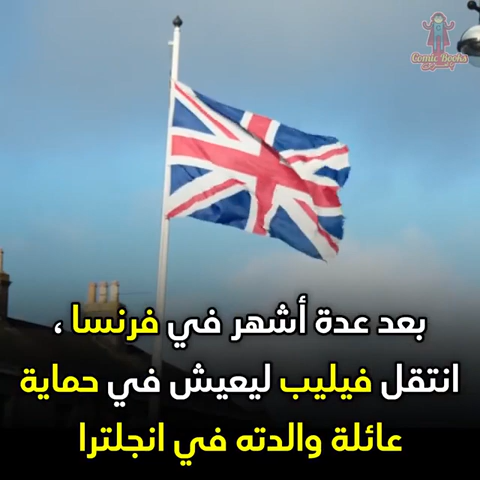 Comic Books
بعد عدة أشهر في فرنسا ،
انتقل فيليب ليعيش في حماية
عائلة والدته في انجلترا